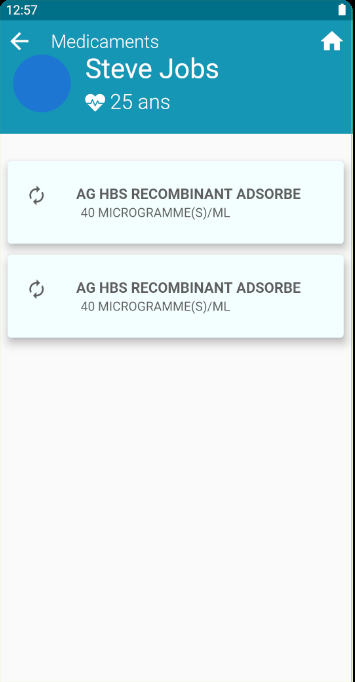 12:57
Medicaments
Steve Jobs
25 ans
AG HBS RECOMBINANT ADSORBE
40 MICROGRAMME(S)/ML
AG HBS RECOMBINANT ADSORBE
40 MICROGRAMME(S)/ML